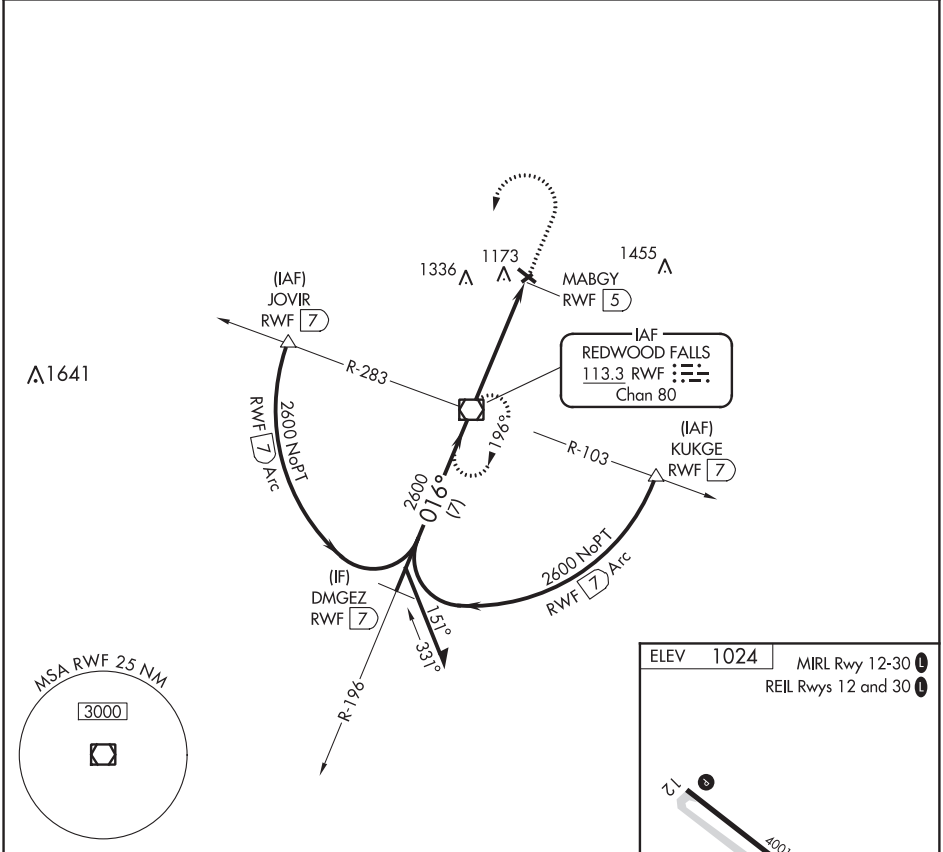 1336
1173
1455
MABGY
RWF 5
(IAF)
JOVIR
RWF 7
1641
R-283
IAF
REDWOOD FALLS
113.3 RWF
Chan 80
2600 NoPT
RWF 7 Arc
196°
R-103
(IAF)
KUKGE
RWF 7
2600
016°
(7)
2600 NoPT
RWF 7 Arc
(IF)
DMGEZ
RWF 7
151°
331°
R-196
MSA RWF 25 NM
3000
ELEV 1024
MIRL Rwy 12-30 L
REIL Rwys 12 and 30 L
12
P
4001